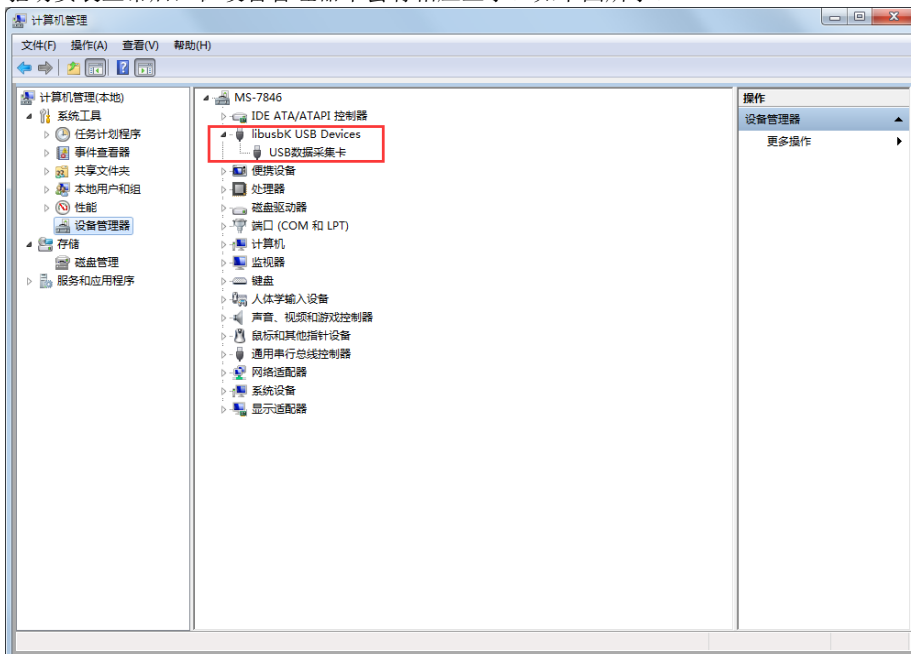 计算机管理
文件(F) 操作(A) 查看(V) 帮助(H)
计算机管理(本地)
系统工具
任务计划程序
事件查看器
共享文件夹
本地用户和组
性能
设备管理器
存储
磁盘管理
服务和应用程序
MS-7846
IDE ATA/ATAPI 控制器
libusbK USB Devices
USB数据采集卡
便携设备
处理器
磁盘驱动器
端口 (COM 和 LPT)
计算机
监视器
键盘
人体学输入设备
声音、视频和游戏控制器
鼠标和其他指针设备
通用串行总线控制器
网络适配器
系统设备
显示适配器
操作
设备管理器
更多操作